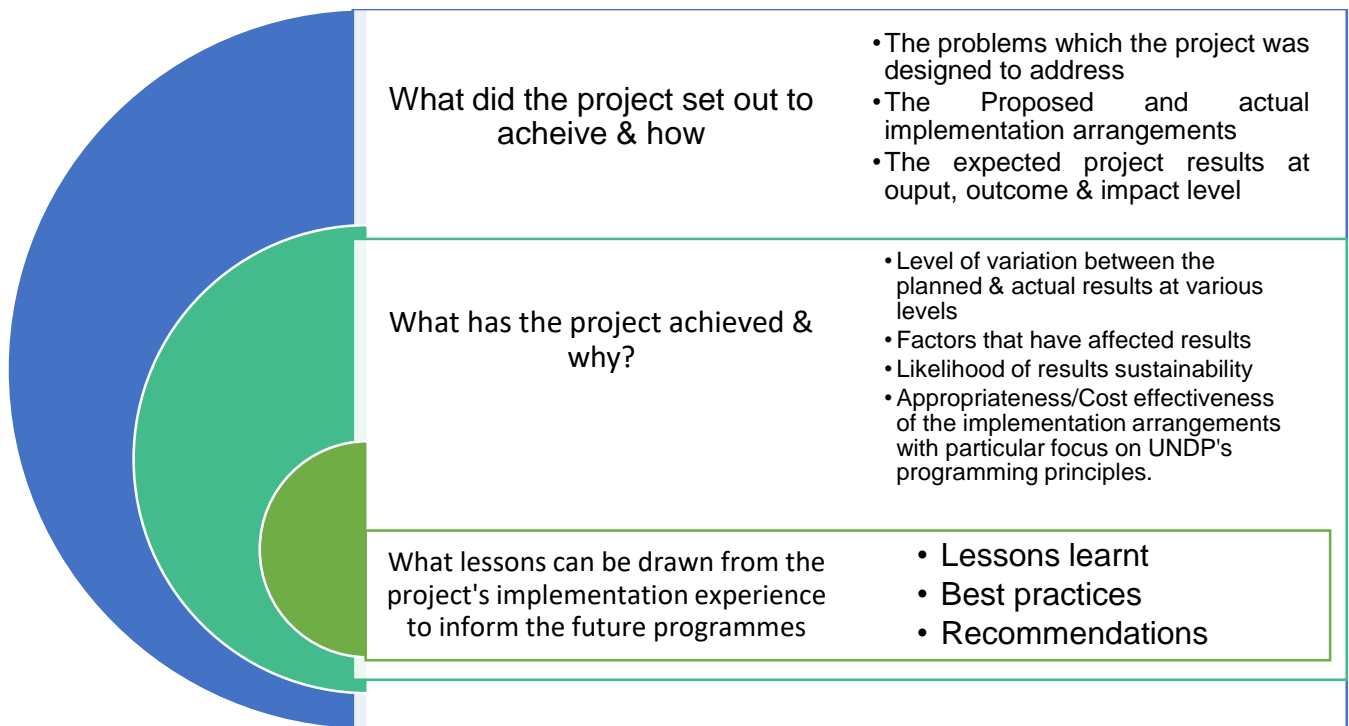 What did the project set out to
acheive & how
•The problems which the project was
designed to address
•The Proposed and actual
implementation arrangements
•The expected project results at
ouput, outcome & impact level
What has the project achieved &
why?
• Level of variation between the
planned & actual results at various
levels
• Factors that have affected results
• Likelihood of results sustainability
• Appropriateness/Cost effectiveness
of the implementation arrangements
with particular focus on UNDP's
programming principles.
What lessons can be drawn from the
project's implementation experience
to inform the future programmes
• Lessons learnt
• Best practices
• Recommendations